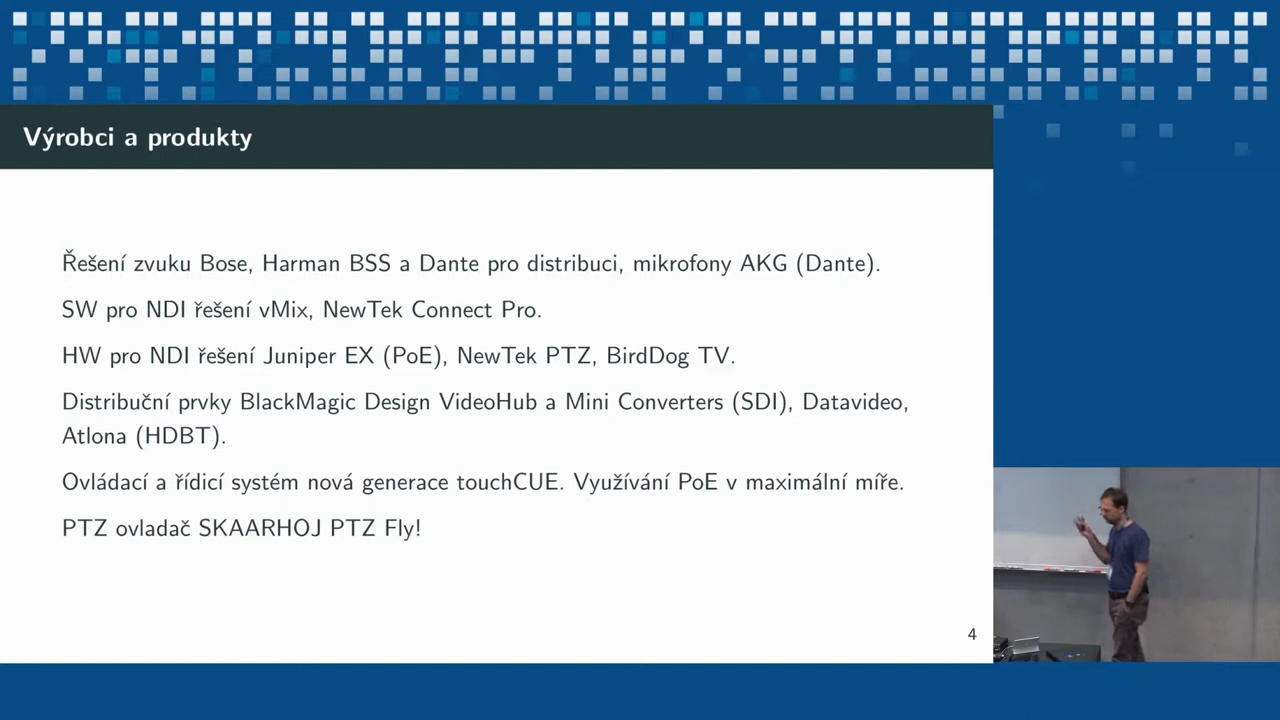 Výrobci a produkty
Řešení zvuku Bose, Harman BSS a Dante pro distribuci, mikrofony AKG (Dante).
SW pro NDI řešení vMix, NewTek Connect Pro.
HW pro NDI řešení Juniper EX (PoE), NewTek PTZ, BirdDog TV.
Distribuční prvky BlackMagic Design VideoHub a Mini Converters (SDI), Datavideo,
Atlona (HDBT).
Ovládací a řídicí systém nová generace touchCUE. Využívání PoE v maximální míře.
PTZ ovladač SKAARHOJ PTZ Fly!
4